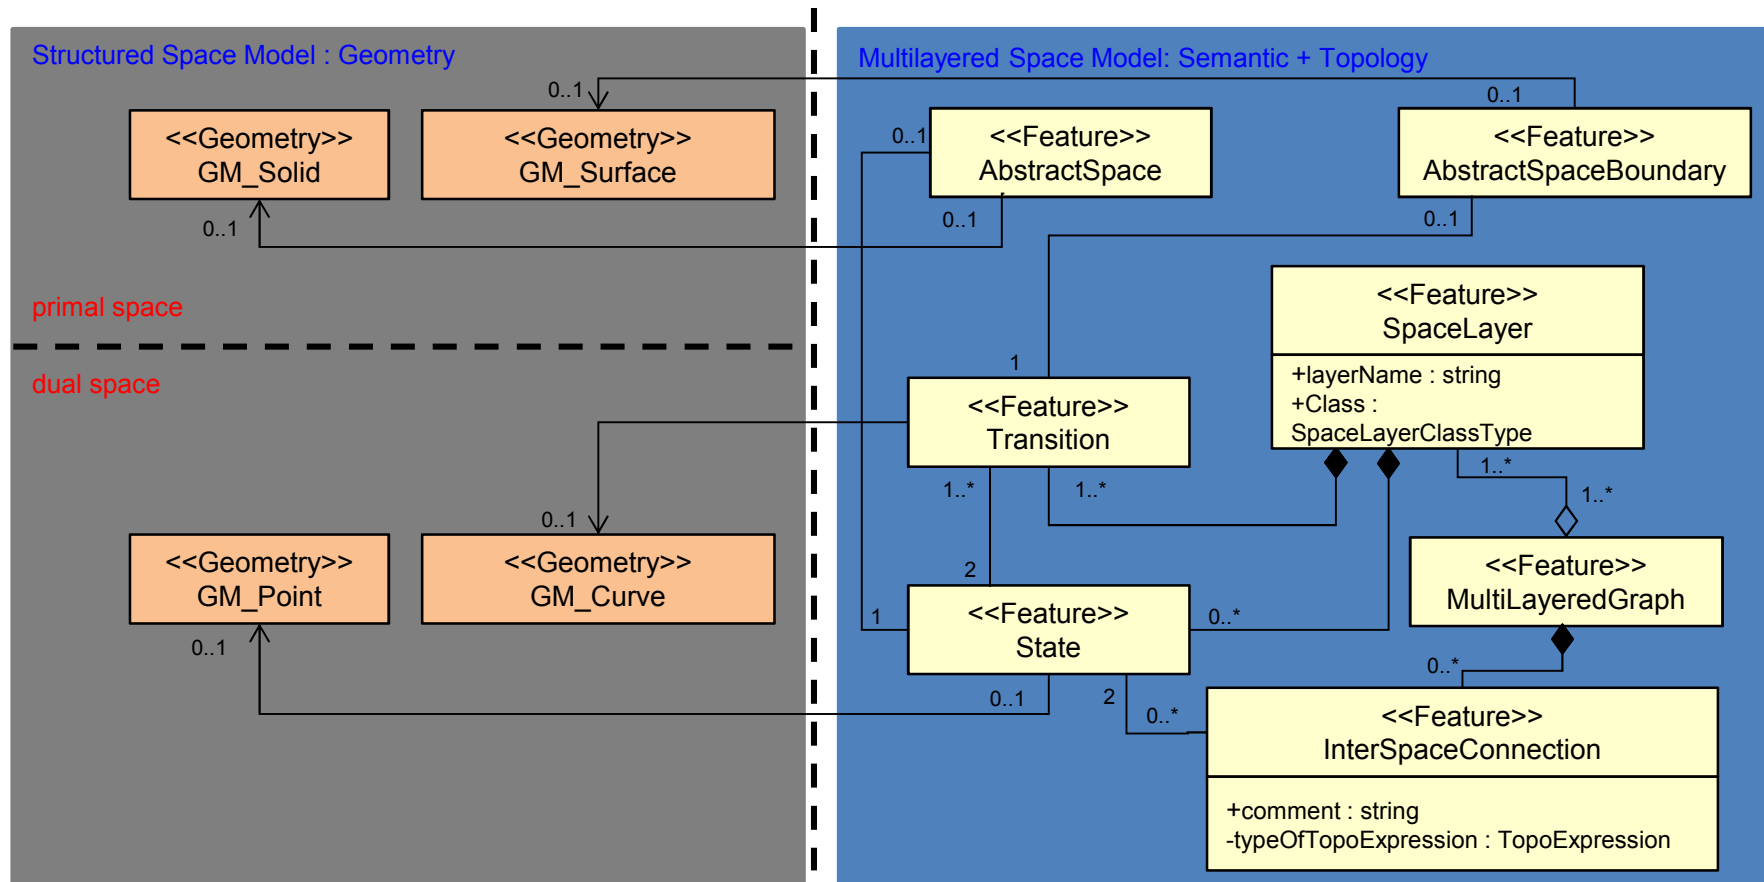 Structured Space Model : Geometry
Multilayered Space Model: Semantic + Topology
0..1
0..1
<<Geometry>>
GM_Solid
<<Geometry>>
GM_Surface
0..1
<<Feature>>
AbstractSpace
<<Feature>>
AbstractSpaceBoundary
0..1
0..1
0..1
primal space
<<Feature>>
SpaceLayer
+layerName : string
+Class :
SpaceLayerClassType
dual space
1
<<Feature>>
Transition
1..*
1..*
1..*
1..*
0..1
<<Geometry>>
GM_Point
<<Geometry>>
GM_Curve
2
<<Feature>>
MultiLayeredGraph
0..1
1
<<Feature>>
State
0..*
0..*
0..1
2
0..*
<<Feature>>
InterSpaceConnection
+comment : string
-typeOfTopoExpression : TopoExpression